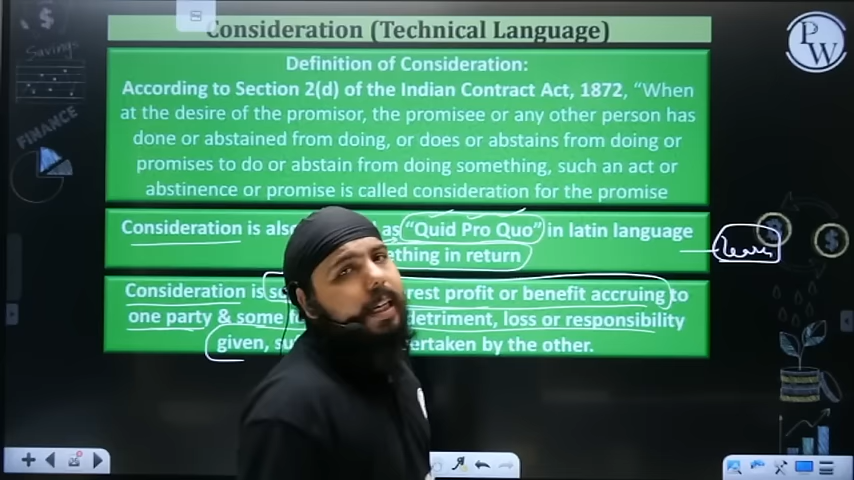 Consideration (Technical Language)
PW
Savings
FINANCE
Definition of Consideration:
According to Section 2(d) of the Indian Contract Act, 1872, “When
at the desire of the promisor, the promisee or any other person has
done or abstained from doing, or does or abstains from doing or
promises to do or abstain from doing something, such an act or
abstinence or promise is called consideration for the promise
Consideration is also as “Quid Pro Quo” in latin language
in return
learn
Consideration is rest profit or benefit accruing to
one party & some detriment, loss or responsibility
given, by the other.